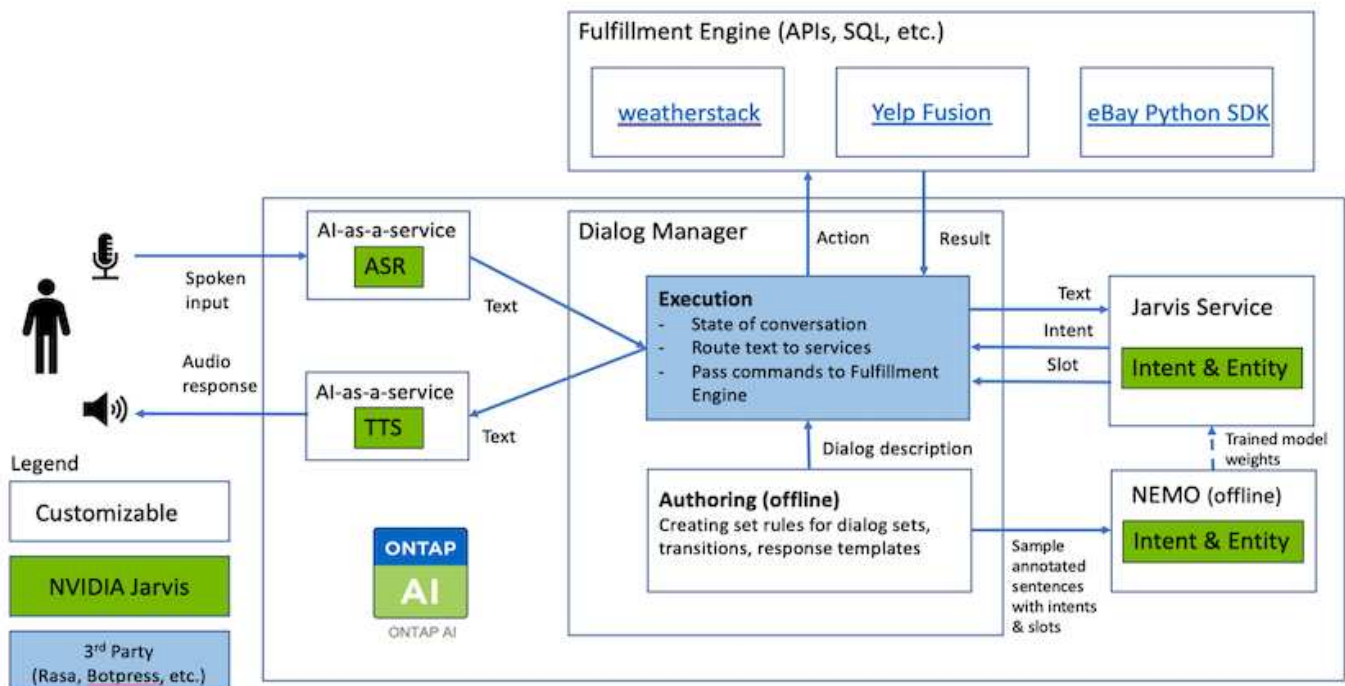 Fulfillment Engine (APIs, SQL, etc.)
weatherstack
Yelp Fusion
eBay Python SDK
AI-as-a-service
ASR
Spoken
input
Text
Audio
response
AI-as-a-service
TTS
Text
Dialog Manager
Action
Result
Execution
- State of conversation
- Route text to services
- Pass commands to Fulfillment
Engine
Text
Intent
Slot
Jarvis Service
Intent & Entity
Dialog description
Trained model
weights
Authoring (offline)
Creating set rules for dialog sets,
transitions, response templates
Sample
annotated
sentences
with intents
& slots
NEMO (offline)
Intent & Entity
ONTAP
AI
ONTAP AI
Legend
Customizable
NVIDIA Jarvis
3rd Party
(Rasa, Botpress, etc.)